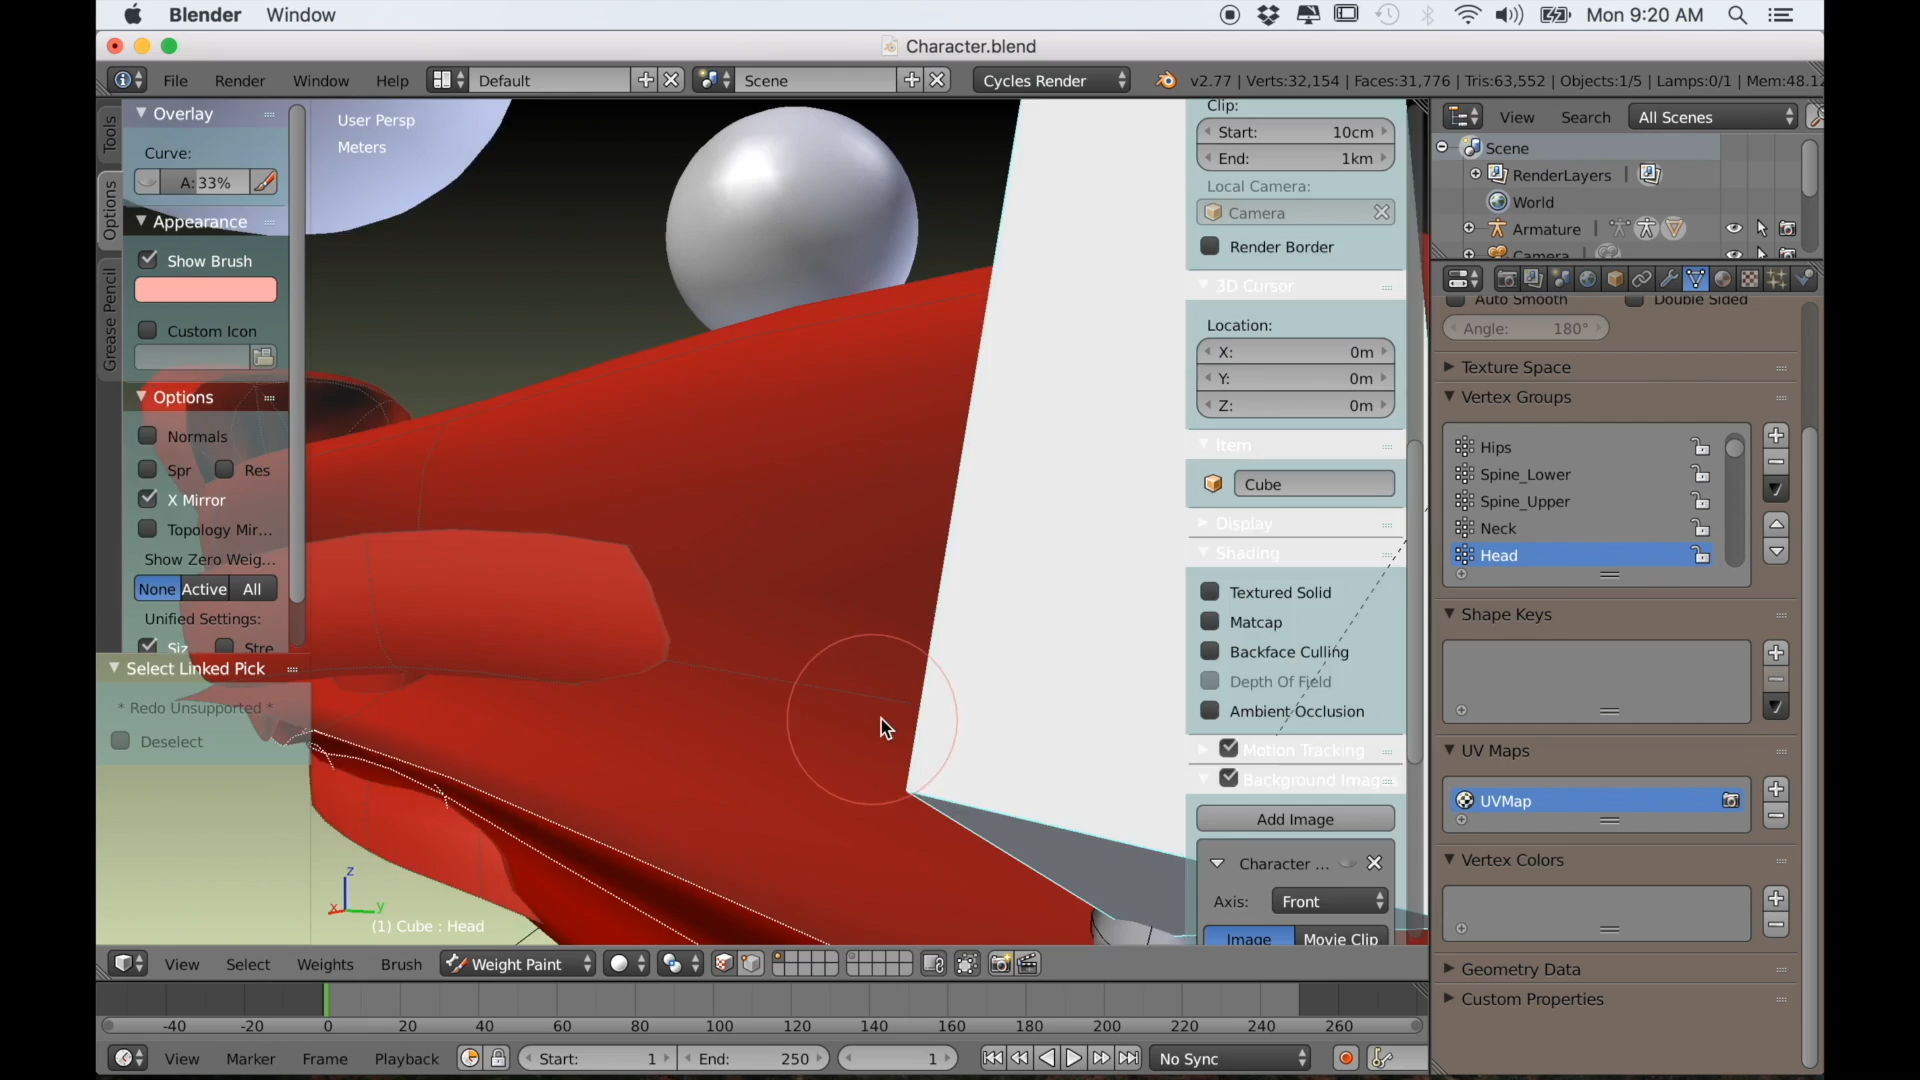 Blender Window Mon 9:20 AM
Character.blend
File Render Window Help Default Scene Cycles Render v2.77 | Verts:32,154 | Faces:31,776 | Tris:63,552 | Objects:1/5 | Lamps:0/1 | Mem:48.1
Tools
Options
Grease Pencil
Overlay
Curve:
A: 33%
Appearance
Show Brush
Custom Icon
Options
Normals
Spr Res
X Mirror
Topology Mir...
Show Zero Weig...
None Active All
Unified Settings:
Siz Stre
Select Linked Pick
* Redo Unsupported *
Deselect
User Persp
Meters
z
x y
(1) Cube : Head
Clip:
Start: 10cm
End: 1km
Local Camera:
Camera
Render Border
3D Cursor
Location:
X: 0m
Y: 0m
Z: 0m
Item
Cube
Display
Shading
Textured Solid
Matcap
Backface Culling
Depth Of Field
Ambient Occlusion
Motion Tracking
Background Images
Add Image
Character ...
Axis: Front
Image Movie Clip
View Search All Scenes
Scene
RenderLayers |
World
Armature |
Camera
Auto Smooth Double Sided
Angle: 180°
Texture Space
Vertex Groups
Hips
Spine_Lower
Spine_Upper
Neck
Head
Shape Keys
UV Maps
UVMap
Vertex Colors
Geometry Data
Custom Properties
View Select Weights Brush Weight Paint
-40 -20 0 20 40 60 80 100 120 140 160 180 200 220 240 260
View Marker Frame Playback Start: 1 End: 250 1 No Sync